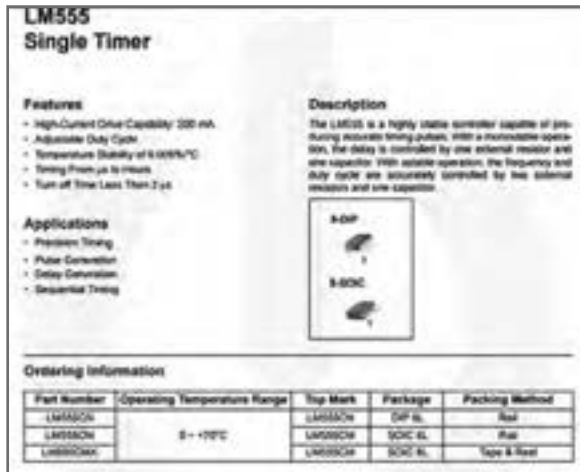 LM555
Single Timer
Features
• High-Current Drive Capability: 200 mA
• Adjustable Duty Cycle
• Temperature Stability of 0.005%/°C
• Timing From μs to Hours
• Turn off Time Less Than 2 μs
Applications
• Precision Timing
• Pulse Generation
• Delay Generation
• Sequential Timing
Description
The LM555 is a highly stable controller capable of pro-
ducing accurate timing pulses. With a monostable opera-
tion, the delay is controlled by one external resistor and
one capacitor. With astable operation, the frequency and
duty cycle are accurately controlled by two external
resistors and one capacitor.
8-DIP
1
8-SOIC
1
Ordering Information
Part Number Operating Temperature Range Top Mark Package Packing Method
LM555CN 0 ~ +70°C LM555CN DIP 8L Rail
LM555CM LM555CM SOIC 8L Rail
LM555CMX LM555CM SOIC 8L Tape & Reel